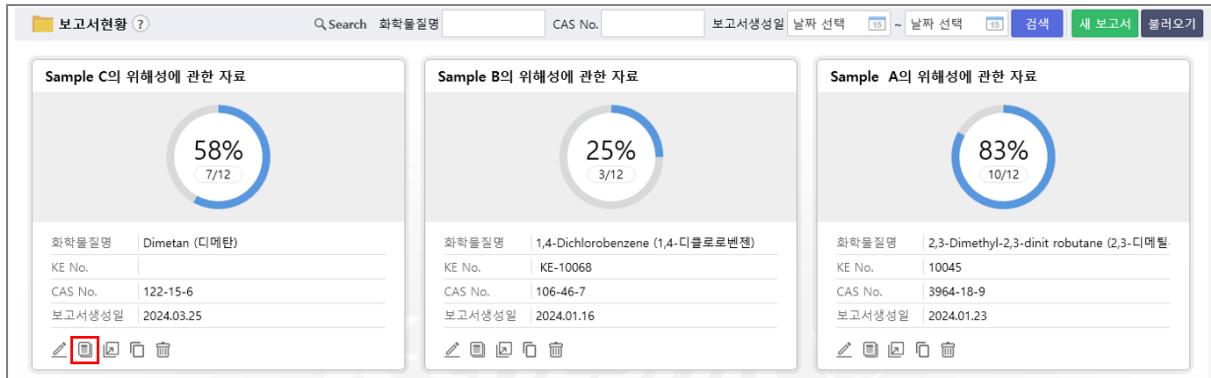 보고서현황 ?
Search 화학물질명 CAS No. 보고서생성일 날짜 선택 15 ~ 날짜 선택 15 검색 새 보고서 불러오기
Sample C의 위해성에 관한 자료
58%
7/12
화학물질명 Dimetan (디메탄)
KE No.
CAS No. 122-15-6
보고서생성일 2024.03.25
Sample B의 위해성에 관한 자료
25%
3/12
화학물질명 1,4-Dichlorobenzene (1,4-디클로로벤젠)
KE No. KE-10068
CAS No. 106-46-7
보고서생성일 2024.01.16
Sample A의 위해성에 관한 자료
83%
10/12
화학물질명 2,3-Dimethyl-2,3-dinit robutane (2,3-디메틸
KE No. 10045
CAS No. 3964-18-9
보고서생성일 2024.01.23